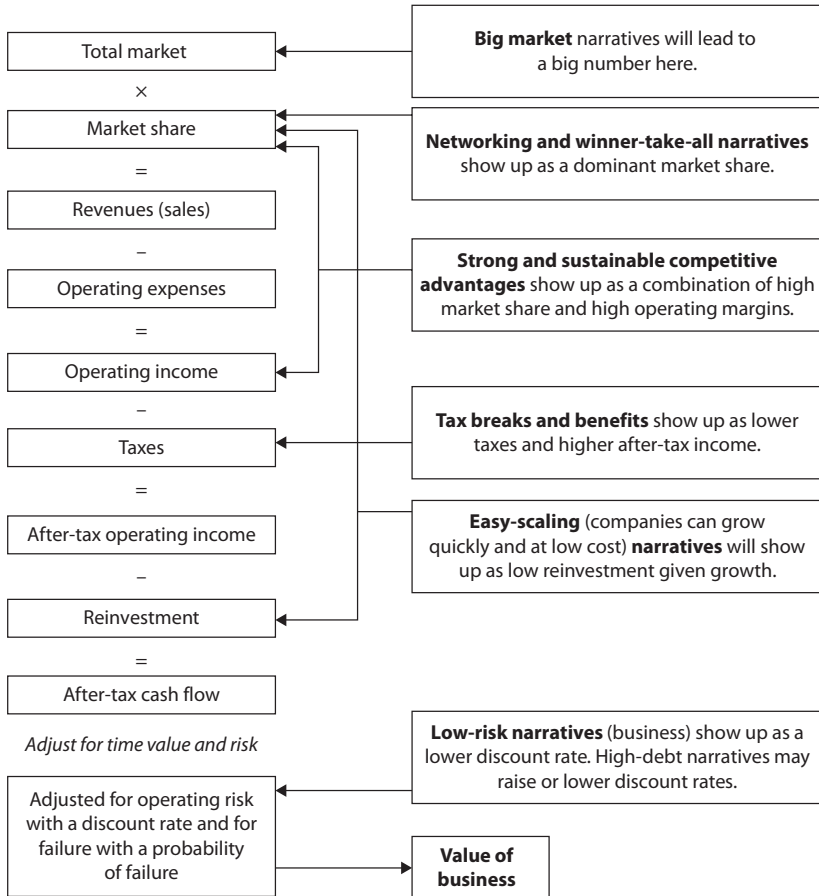 Total market
×
Market share
=
Revenues (sales)
–
Operating expenses
=
Operating income
–
Taxes
=
After-tax operating income
–
Reinvestment
=
After-tax cash flow
Adjust for time value and risk
Adjusted for operating risk
with a discount rate and for
failure with a probability
of failure
Big market narratives will lead to
a big number here.
Networking and winner-take-all narratives
show up as a dominant market share.
Strong and sustainable competitive
advantages show up as a combination of high
market share and high operating margins.
Tax breaks and benefits show up as lower
taxes and higher after-tax income.
Easy-scaling (companies can grow
quickly and at low cost) narratives will show
up as low reinvestment given growth.
Low-risk narratives (business) show up as a
lower discount rate. High-debt narratives may
raise or lower discount rates.
Value of
business